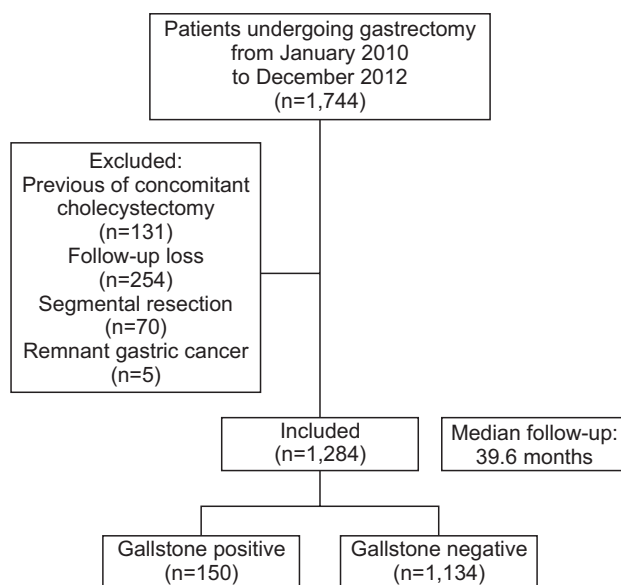 Patients undergoing gastrectomy
from January 2010
to December 2012
(n=1,744)
Excluded:
Previous of concomitant
cholecystectomy
(n=131)
Follow-up loss
(n=254)
Segmental resection
(n=70)
Remnant gastric cancer
(n=5)
Included
(n=1,284)
Median follow-up:
39.6 months
Gallstone positive
(n=150)
Gallstone negative
(n=1,134)